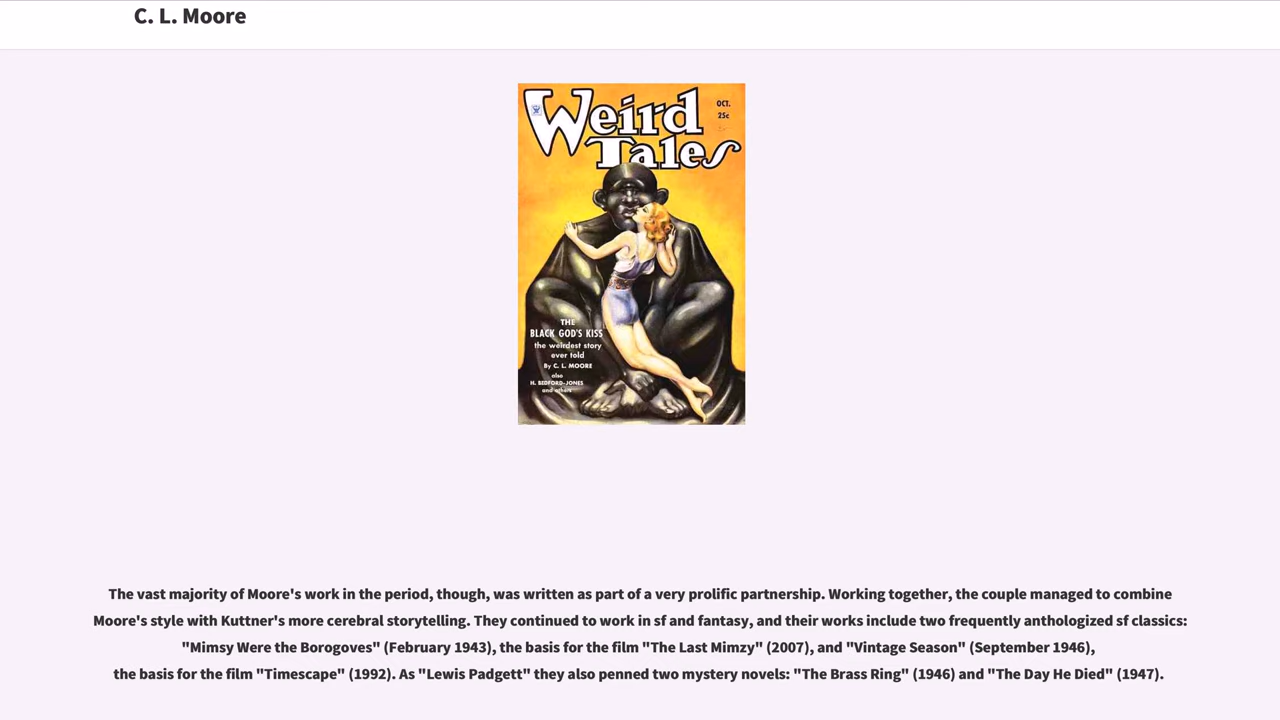 C. L. Moore
Weird
Tales
OCT.
25c
THE
BLACK GOD'S KISS
the weirdest story
ever told
By C. L. MOORE
also
H. BEDFORD-JONES
and others
The vast majority of Moore's work in the period, though, was written as part of a very prolific partnership. Working together, the couple managed to combine
Moore's style with Kuttner's more cerebral storytelling. They continued to work in sf and fantasy, and their works include two frequently anthologized sf classics:
"Mimsy Were the Borogoves" (February 1943), the basis for the film "The Last Mimzy" (2007), and "Vintage Season" (September 1946),
the basis for the film "Timescape" (1992). As "Lewis Padgett" they also penned two mystery novels: "The Brass Ring" (1946) and "The Day He Died" (1947).